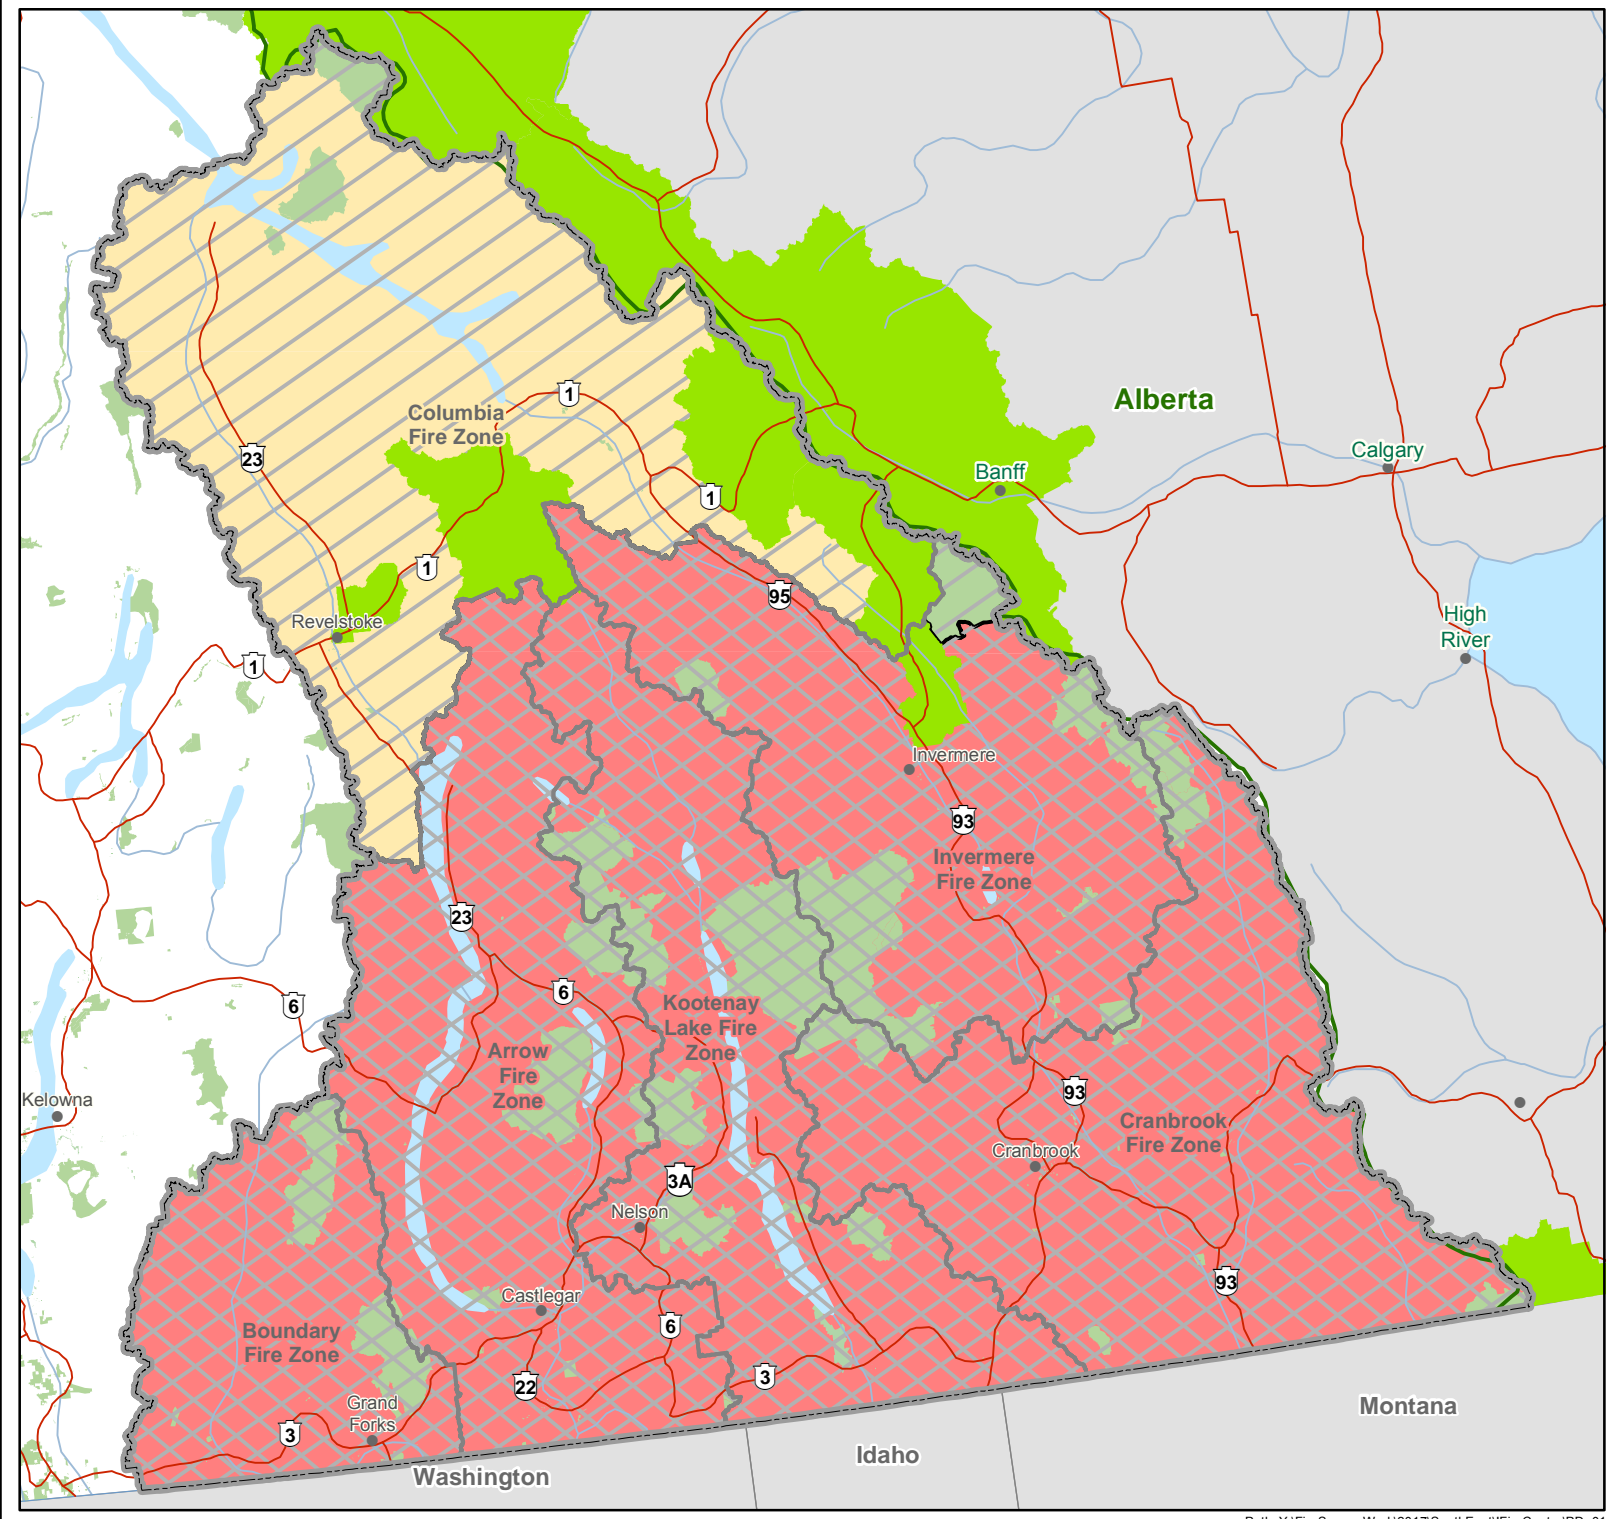 Alberta
Columbia
Fire Zone
1
23
Calgary
Banff
1
1
95
High
River
Revelstoke
1
Invermere
93
Invermere
Fire Zone
23
6
6
Kootenay
Lake Fire
Zone
Arrow
Fire
Zone
Kelowna
93
Cranbrook
Fire Zone
Cranbrook
3A
Nelson
93
Castlegar
6
Boundary
Fire Zone
3
22
Grand
Forks
3
Montana
Idaho
Washington